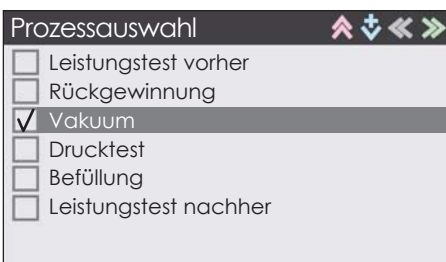 Prozessauswahl
Leistungstest vorher
Rückgewinnung
Vakuum
Drucktest
Befüllung
Leistungstest nachher